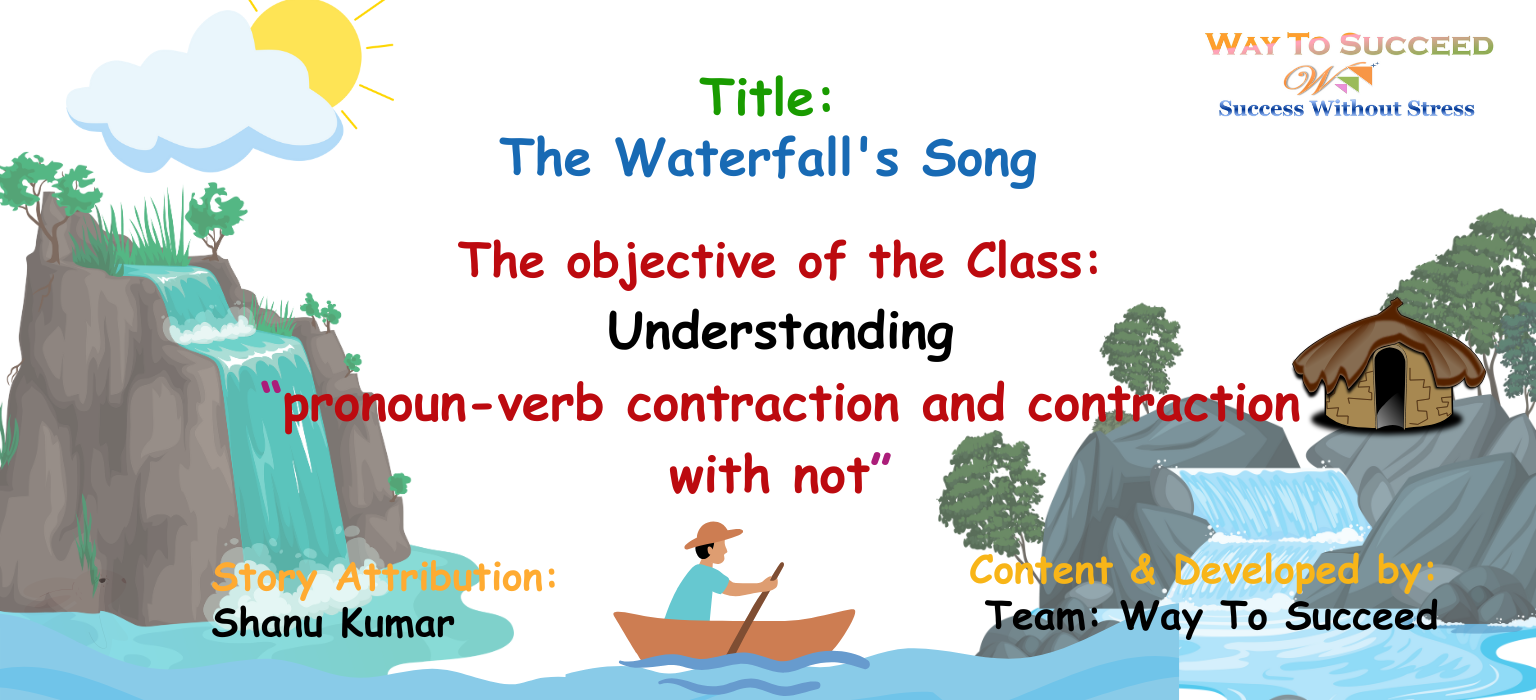 WAY TO SUCCEED
W
Success Without Stress
Title:
The Waterfall's Song
The objective of the Class:
Understanding
“pronoun-verb contraction and contraction
with not”
Story Attribution:
Shanu Kumar
Content & Developed by:
Team: Way To Succeed